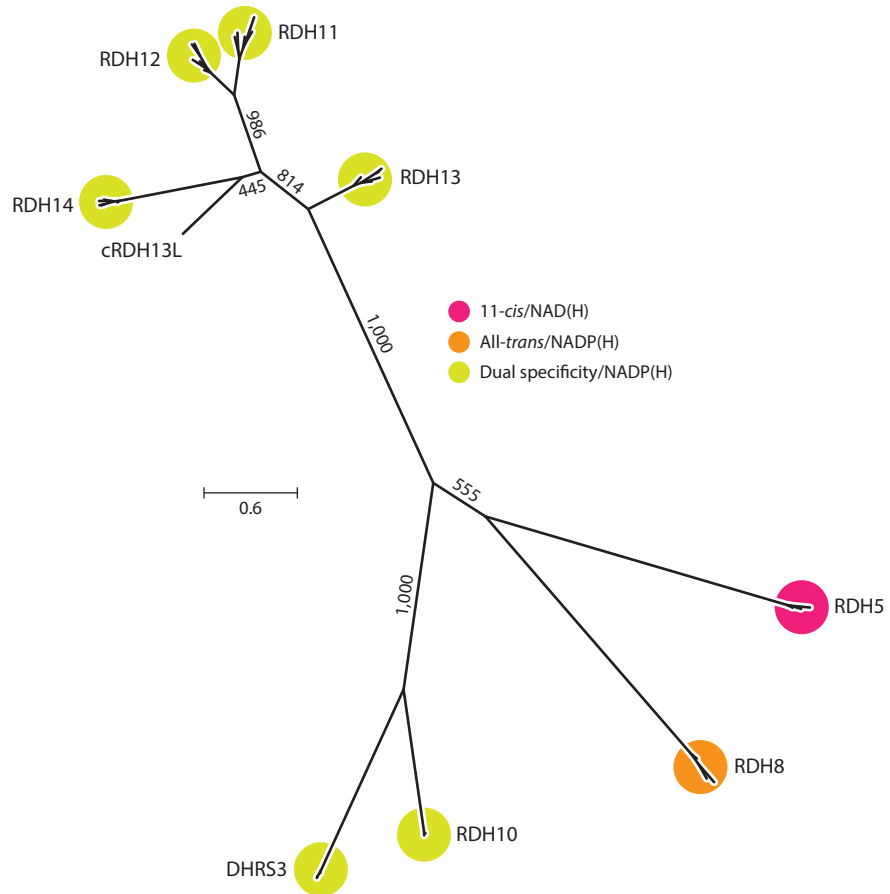 RDH11
RDH12
986
814
RDH13
445
RDH14
cRDH13L
11-cis/NAD(H)
1,000
All-trans/NADP(H)
Dual specificity/NADP(H)
555
0.6
1,000
RDH5
RDH8
RDH10
DHRS3